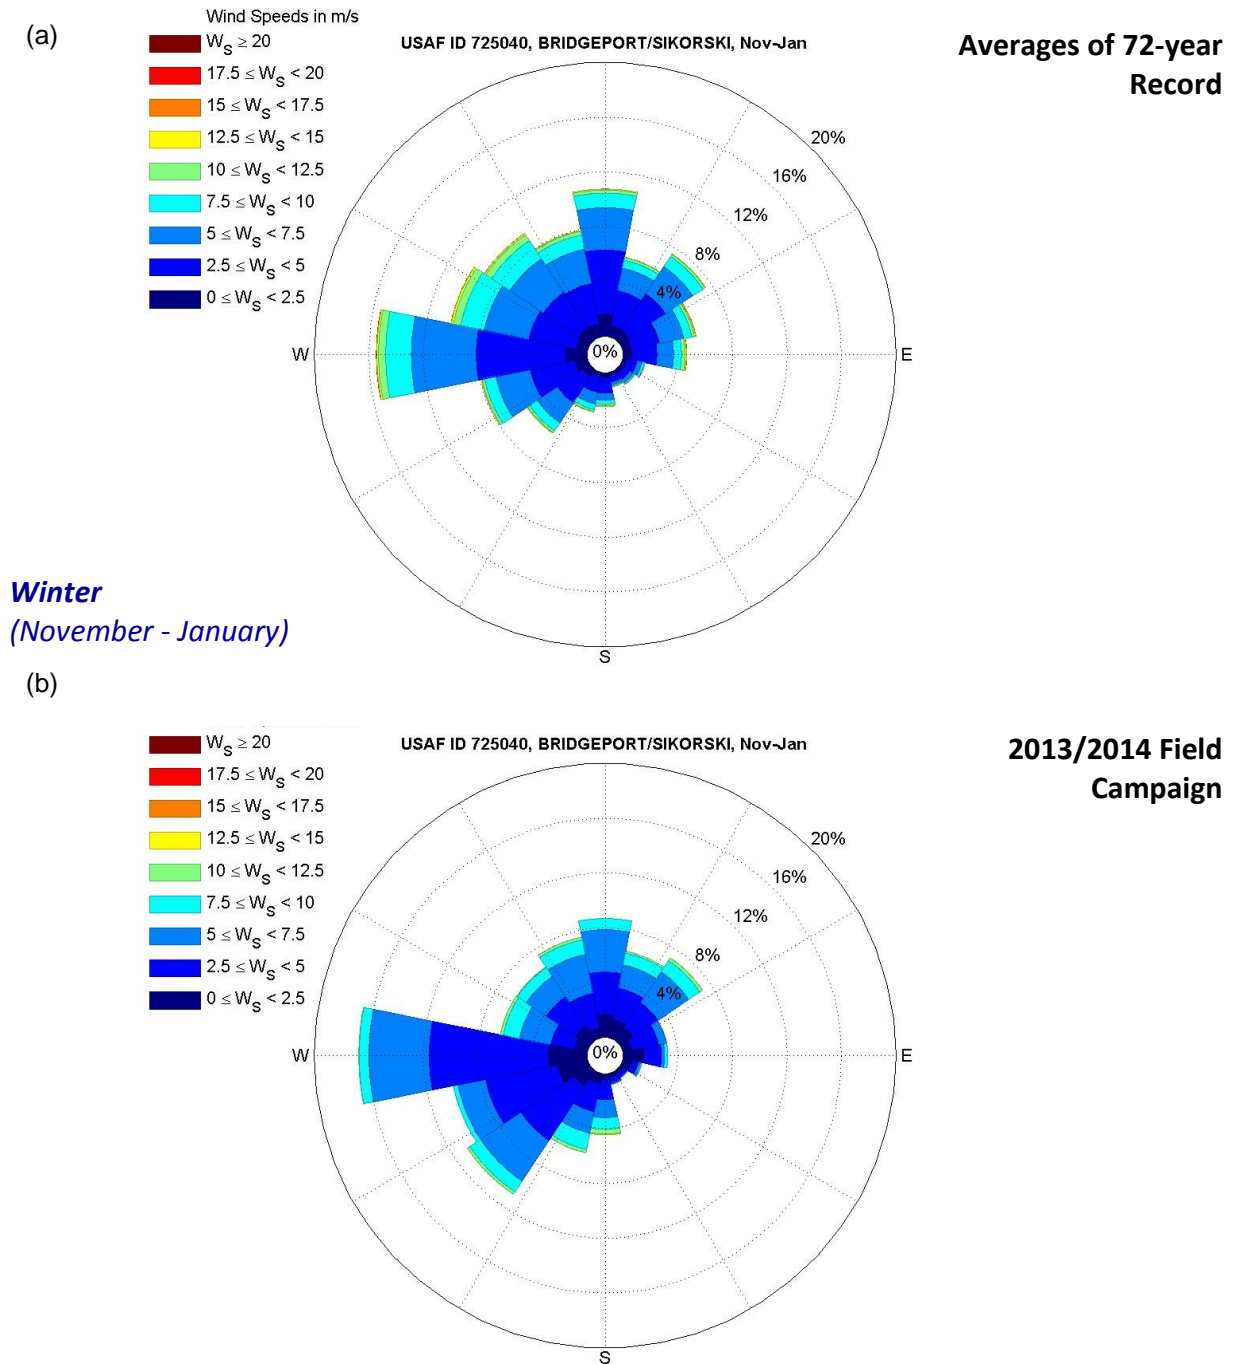 Wind Speeds in m/s
(a)
W_S ≥ 20
USAF ID 725040, BRIDGEPORT/SIKORSKI, Nov-Jan
Averages of 72-year
Record
17.5 ≤ W_S < 20
15 ≤ W_S < 17.5
12.5 ≤ W_S < 15
10 ≤ W_S < 12.5
7.5 ≤ W_S < 10
5 ≤ W_S < 7.5
2.5 ≤ W_S < 5
0 ≤ W_S < 2.5
20%
16%
12%
8%
4%
0%
W
E
S
Winter
(November - January)
(b)
W_S ≥ 20
USAF ID 725040, BRIDGEPORT/SIKORSKI, Nov-Jan
2013/2014 Field
Campaign
17.5 ≤ W_S < 20
15 ≤ W_S < 17.5
12.5 ≤ W_S < 15
10 ≤ W_S < 12.5
7.5 ≤ W_S < 10
5 ≤ W_S < 7.5
2.5 ≤ W_S < 5
0 ≤ W_S < 2.5
20%
16%
12%
8%
4%
0%
W
E
S